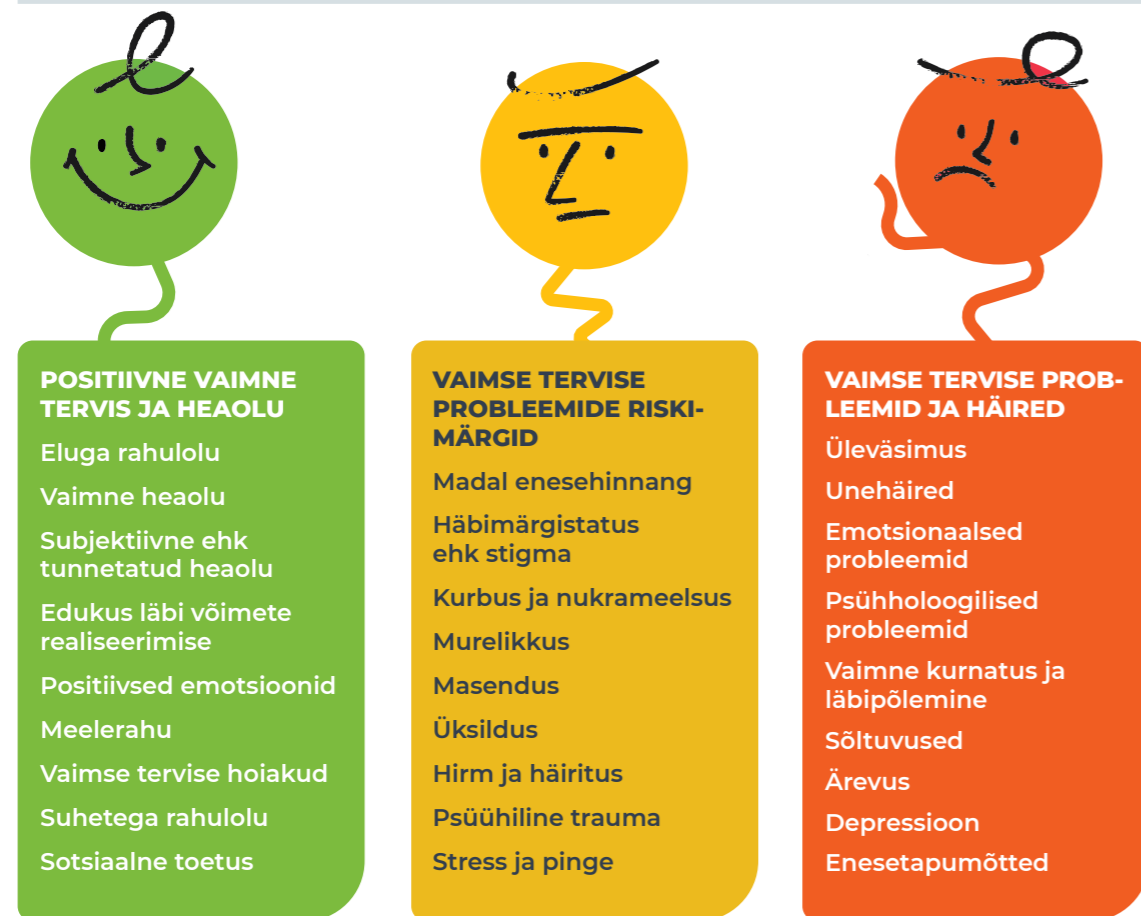 POSITIIVNE VAIMNE
TERVIS JA HEAOLU
Eluga rahulolu
Vaimne heaolu
Subjektiivne ehk
tunnetatud heaolu
Edukus läbi võimete
realiseerimise
Positiivsed emotsioonid
Meelerahu
Vaimse tervise hoiakud
Suhetega rahulolu
Sotsiaalne toetus
VAIMSE TERVISE
PROBLEEMIDE RISKI-
MÄRGID
Madal enesehinnang
Häbimärgistatus
ehk stigma
Kurbus ja nukrameelsus
Murelikkus
Masendus
Üksildus
Hirm ja häiritus
Psüühiline trauma
Stress ja pinge
VAIMSE TERVISE PROB-
LEEMID JA HÄIRED
Üleväsimus
Unehäired
Emotsionaalsed
probleemid
Psühholoogilised
probleemid
Vaimne kurnatus ja
läbipõlemine
Sõltuvused
Ärevus
Depressioon
Enesetapumõtted